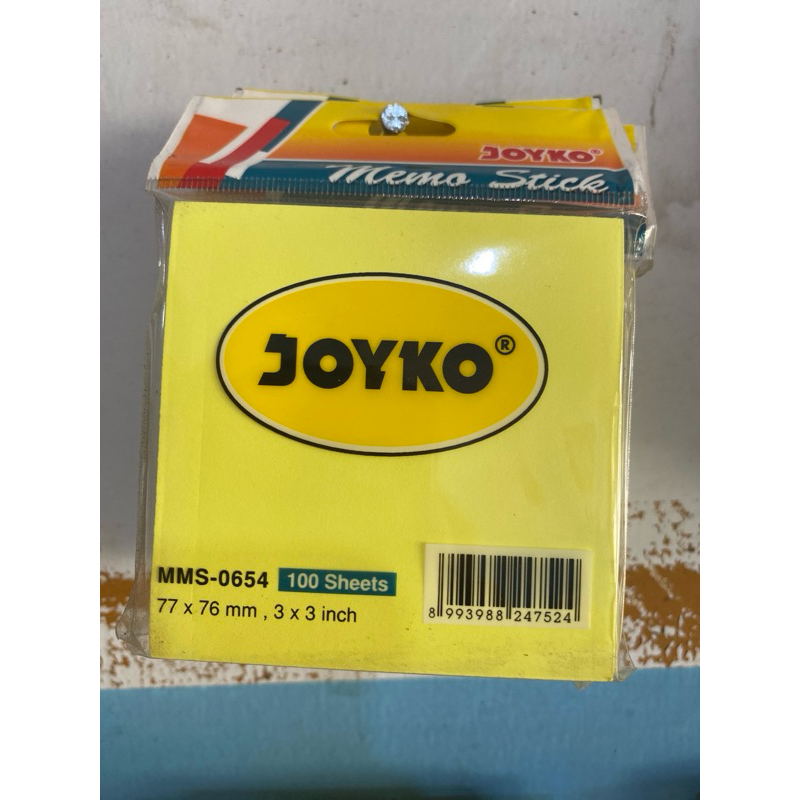 JOYKO®
Memo Stick
JOYKO®
MMS-0654 100 Sheets
77 x 76 mm , 3 x 3 inch
8 993988 247524